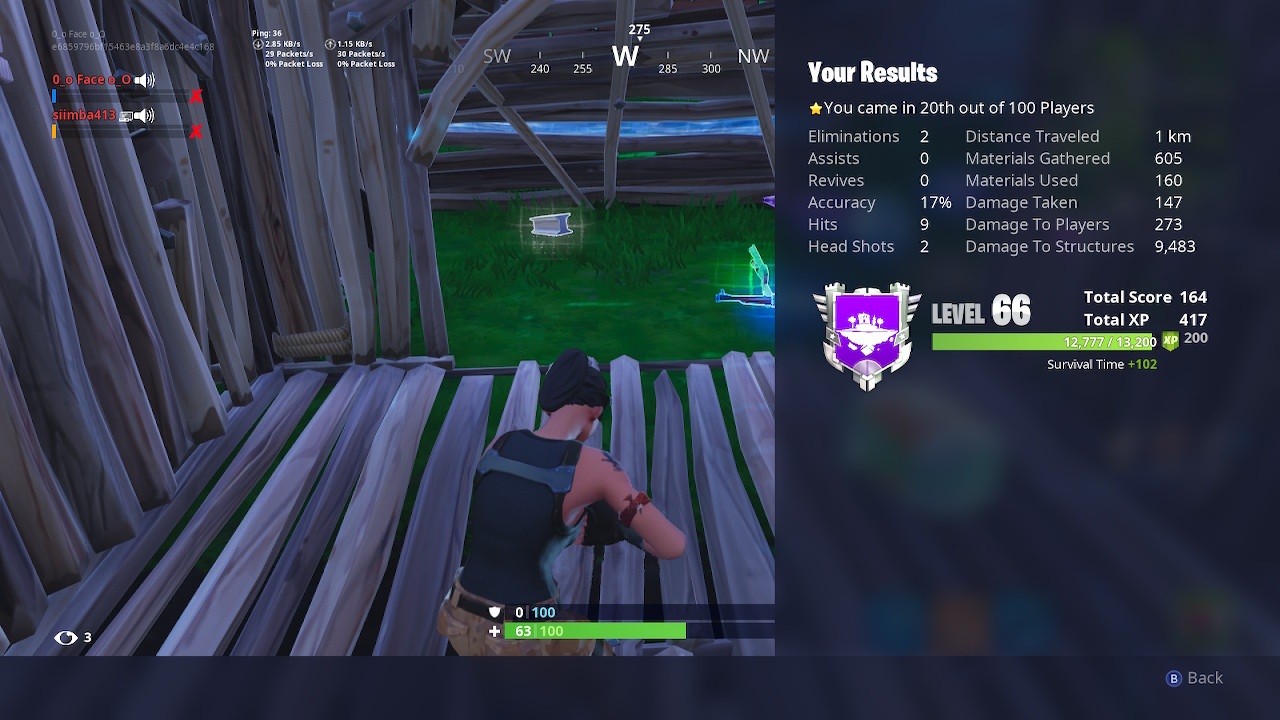 0_o Face o_O
Ping: 36
2.85 KB/s 1.15 KB/s
29 Packets/s 30 Packets/s
0% Packet Loss 0% Packet Loss
275
SW W NW
240 255 285 300
0_o Face o_O
siimba413
Your Results
You came in 20th out of 100 Players
Eliminations 2 Distance Traveled 1 km
Assists 0 Materials Gathered 605
Revives 0 Materials Used 160
Accuracy 17% Damage Taken 147
Hits 9 Damage To Players 273
Head Shots 2 Damage To Structures 9,483
LEVEL 66
Total Score 164
Total XP 417
12,777 / 13,200 XP 200
Survival Time +102
0 | 100
63 | 100
3
B Back